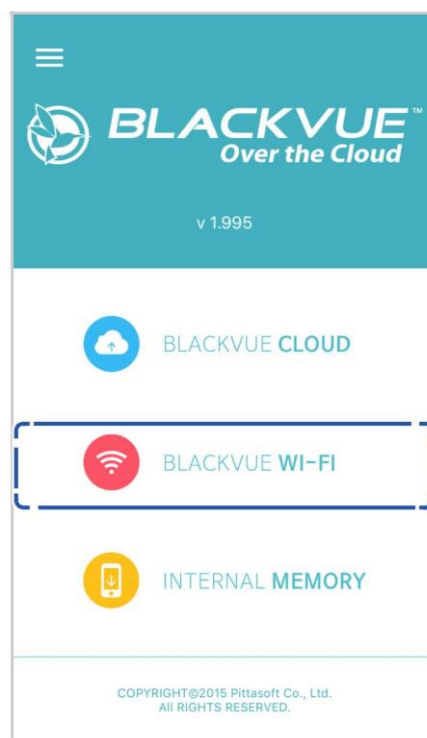 BLACKVUE™
Over the Cloud
v 1.995
BLACKVUE CLOUD
BLACKVUE WI-FI
INTERNAL MEMORY
COPYRIGHT©2015 Pittasoft Co., Ltd.
All RIGHTS RESERVED.